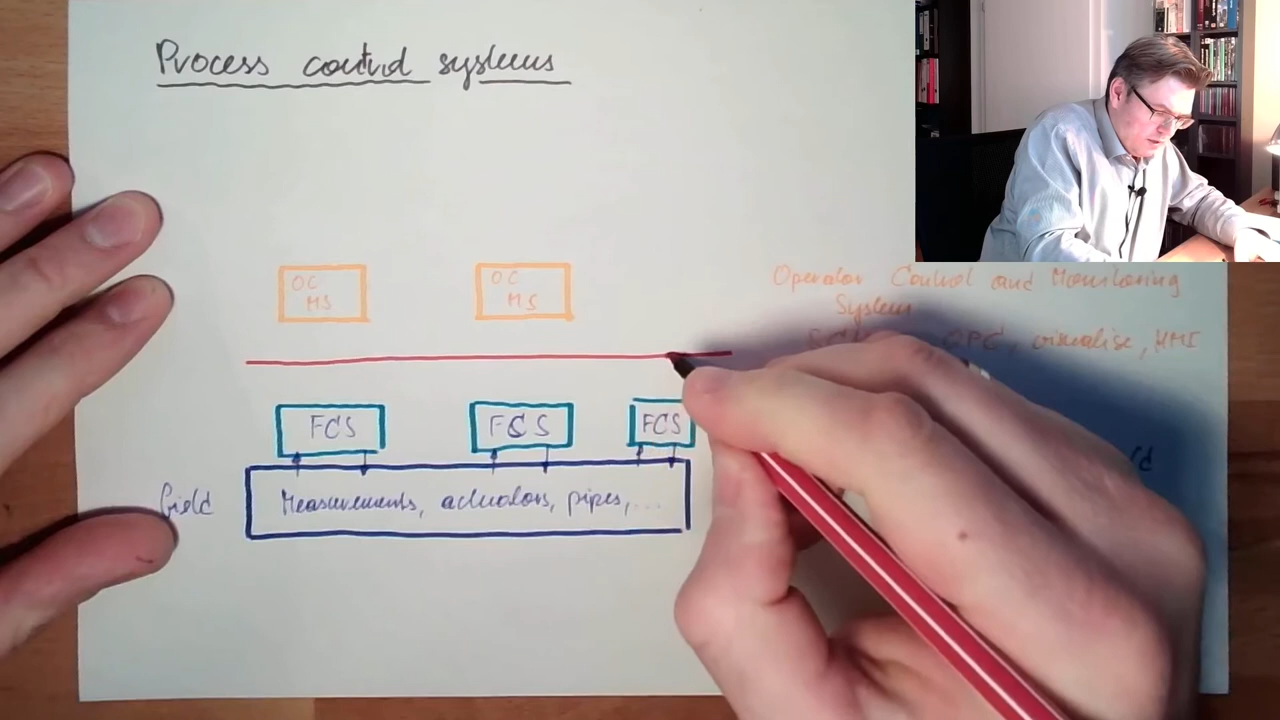 Process control systems
OC
MS
OC
MS
Operator Control and Monitoring
System
OPC, visualise, HMI
FCS
FCS
FCS
field
Measurements, actuators, pipes, ...